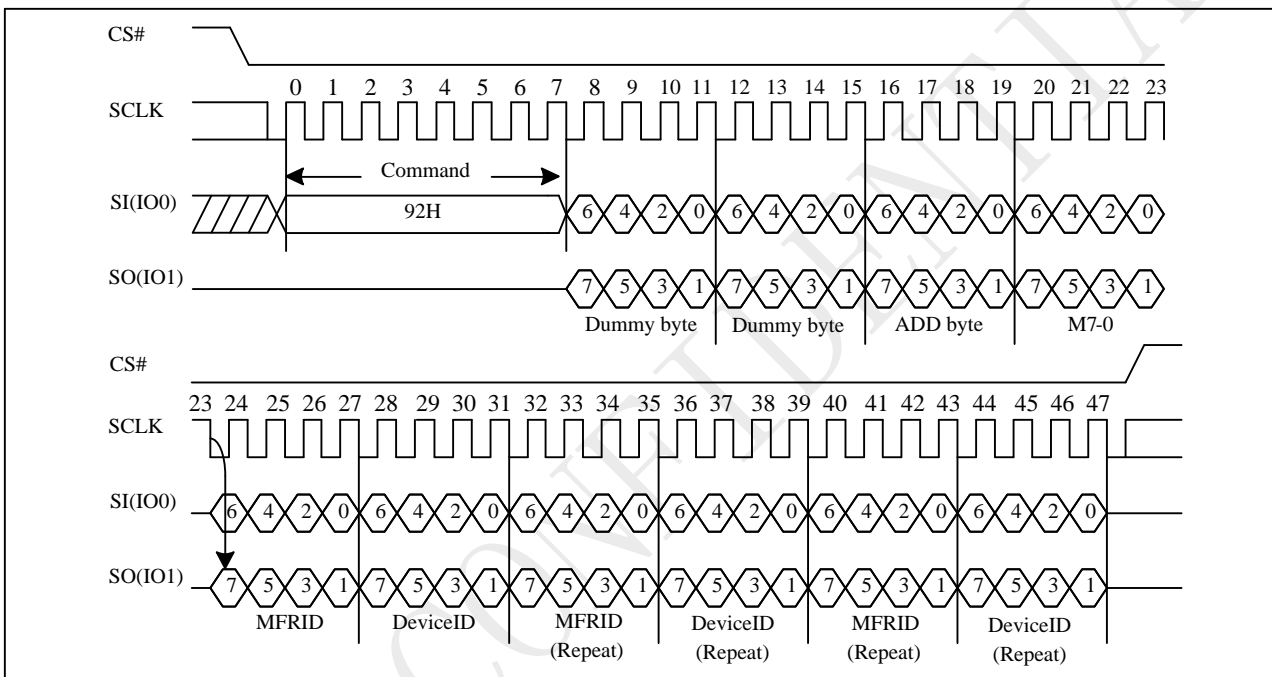 CS#
0 1 2 3 4 5 6 7 8 9 10 11 12 13 14 15 16 17 18 19 20 21 22 23
SCLK
Command
SI(IO0)
92H
6 4 2 0 6 4 2 0 6 4 2 0 6 4 2 0
SO(IO1)
7 5 3 1 7 5 3 1 7 5 3 1 7 5 3 1
Dummy byte Dummy byte ADD byte M7-0
CS#
23 24 25 26 27 28 29 30 31 32 33 34 35 36 37 38 39 40 41 42 43 44 45 46 47
SCLK
SI(IO0)
6 4 2 0 6 4 2 0 6 4 2 0 6 4 2 0 6 4 2 0 6 4 2 0
SO(IO1)
7 5 3 1 7 5 3 1 7 5 3 1 7 5 3 1 7 5 3 1 7 5 3 1
MFRID DeviceID MFRID DeviceID MFRID DeviceID
(Repeat) (Repeat) (Repeat) (Repeat)
CONFIDENTIA